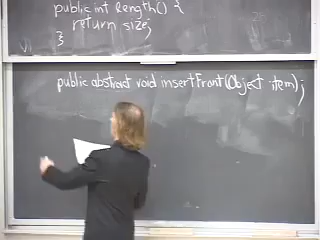 public int length() {
return size;
}
public abstract void insertFront(Object item);